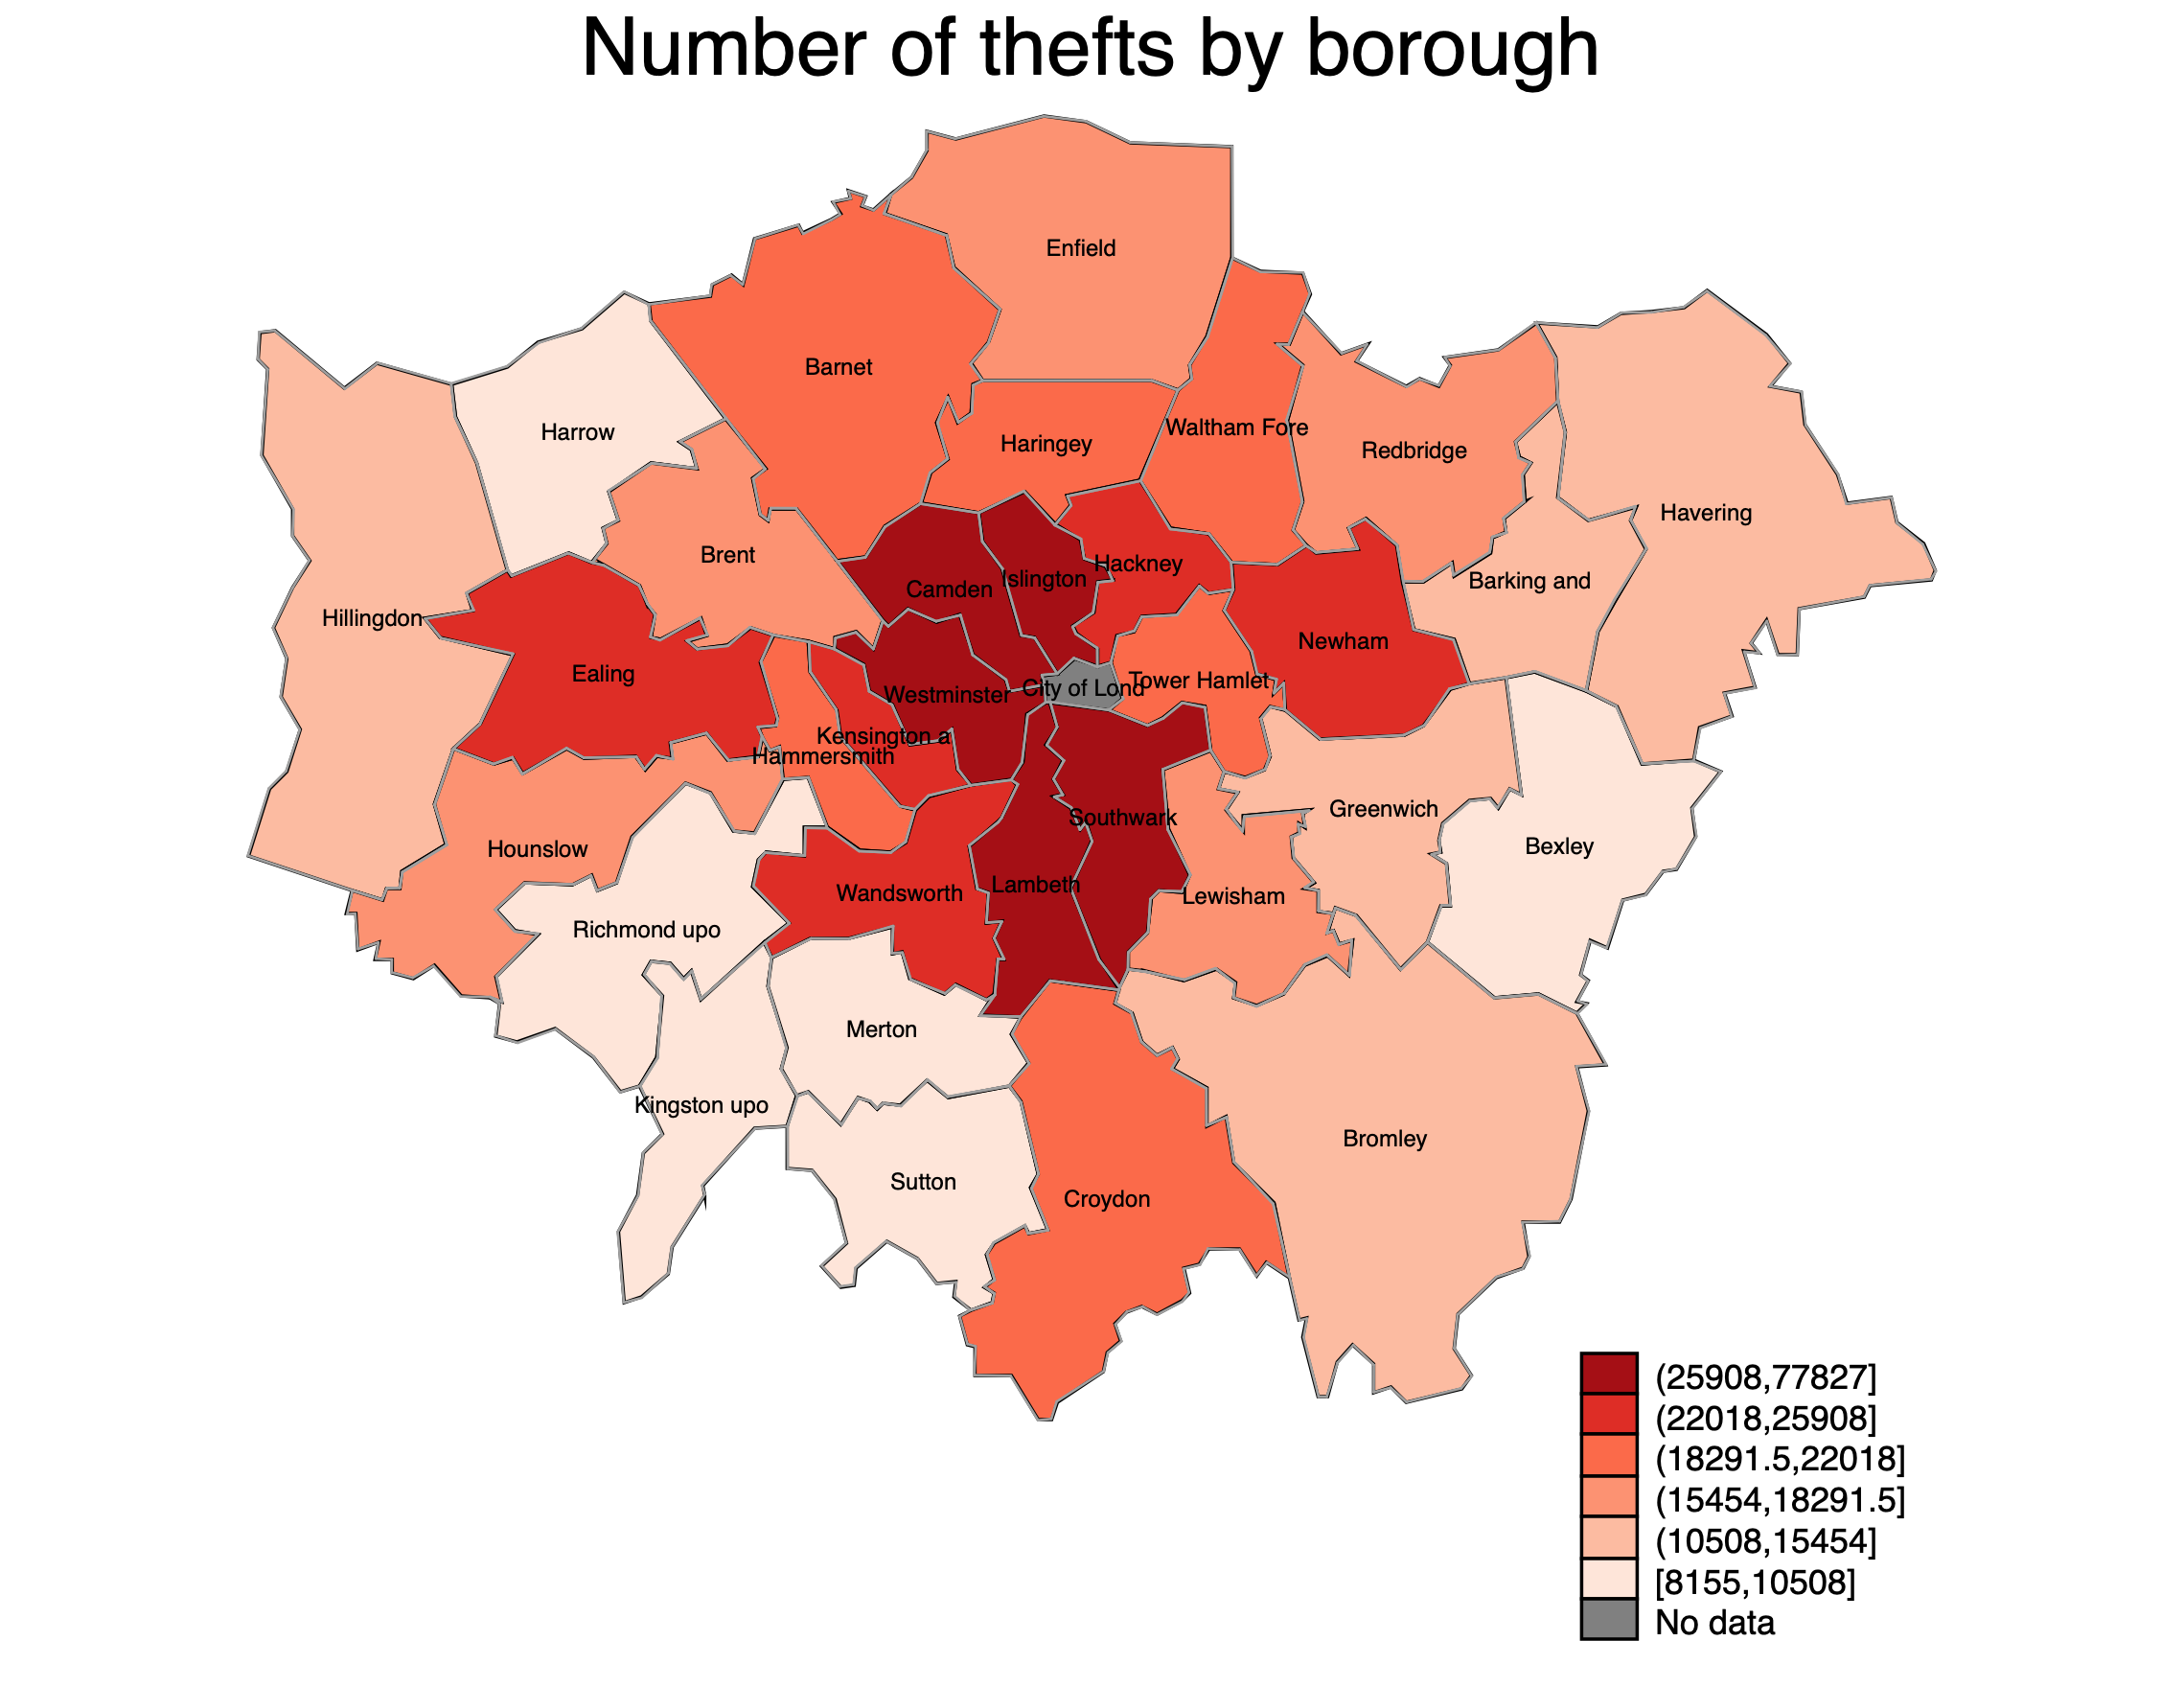 Number of thefts by borough
Enfield
Barnet
Harrow
Haringey
Waltham Fore
Redbridge
Havering
Brent
Hackney
Islington
Camden
Barking and
Hillingdon
Newham
Ealing
Tower Hamlet
City of Lond
Westminster
Kensington a
Hammersmith
Greenwich
Southwark
Bexley
Hounslow
Lambeth
Wandsworth
Lewisham
Richmond upo
Merton
Kingston upo
Bromley
Sutton
Croydon
(25908,77827]
(22018,25908]
(18291.5,22018]
(15454,18291.5]
(10508,15454]
[8155,10508]
No data